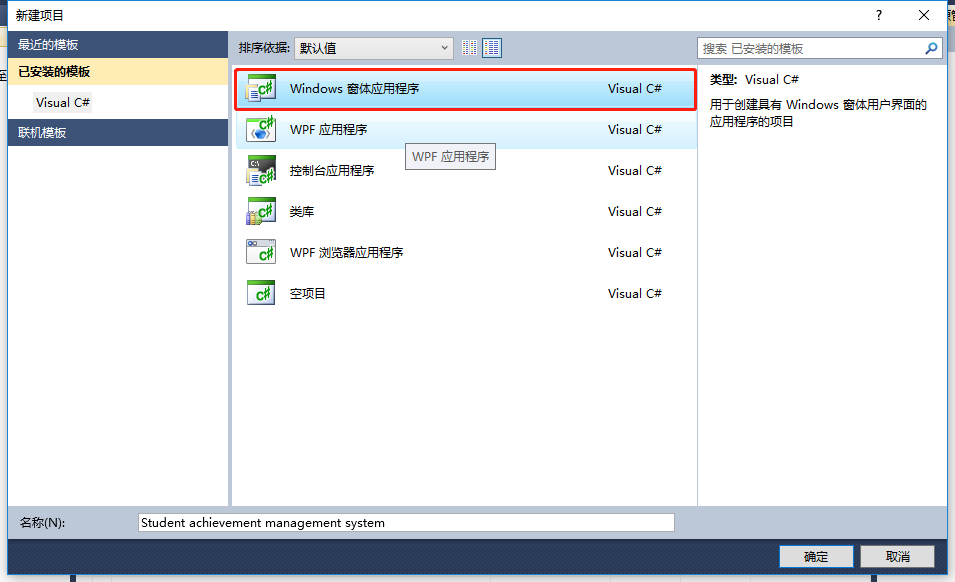 新建项目
?
最近的模板
已安装的模板
Visual C#
联机模板
排序依据: 默认值
Windows 窗体应用程序 Visual C#
WPF 应用程序 Visual C#
WPF 应用程序
控制台应用程序 Visual C#
类库 Visual C#
WPF 浏览器应用程序 Visual C#
空项目 Visual C#
搜索 已安装的模板
类型: Visual C#
用于创建具有 Windows 窗体用户界面的
应用程序的项目
名称(N): Student achievement management system
确定 取消